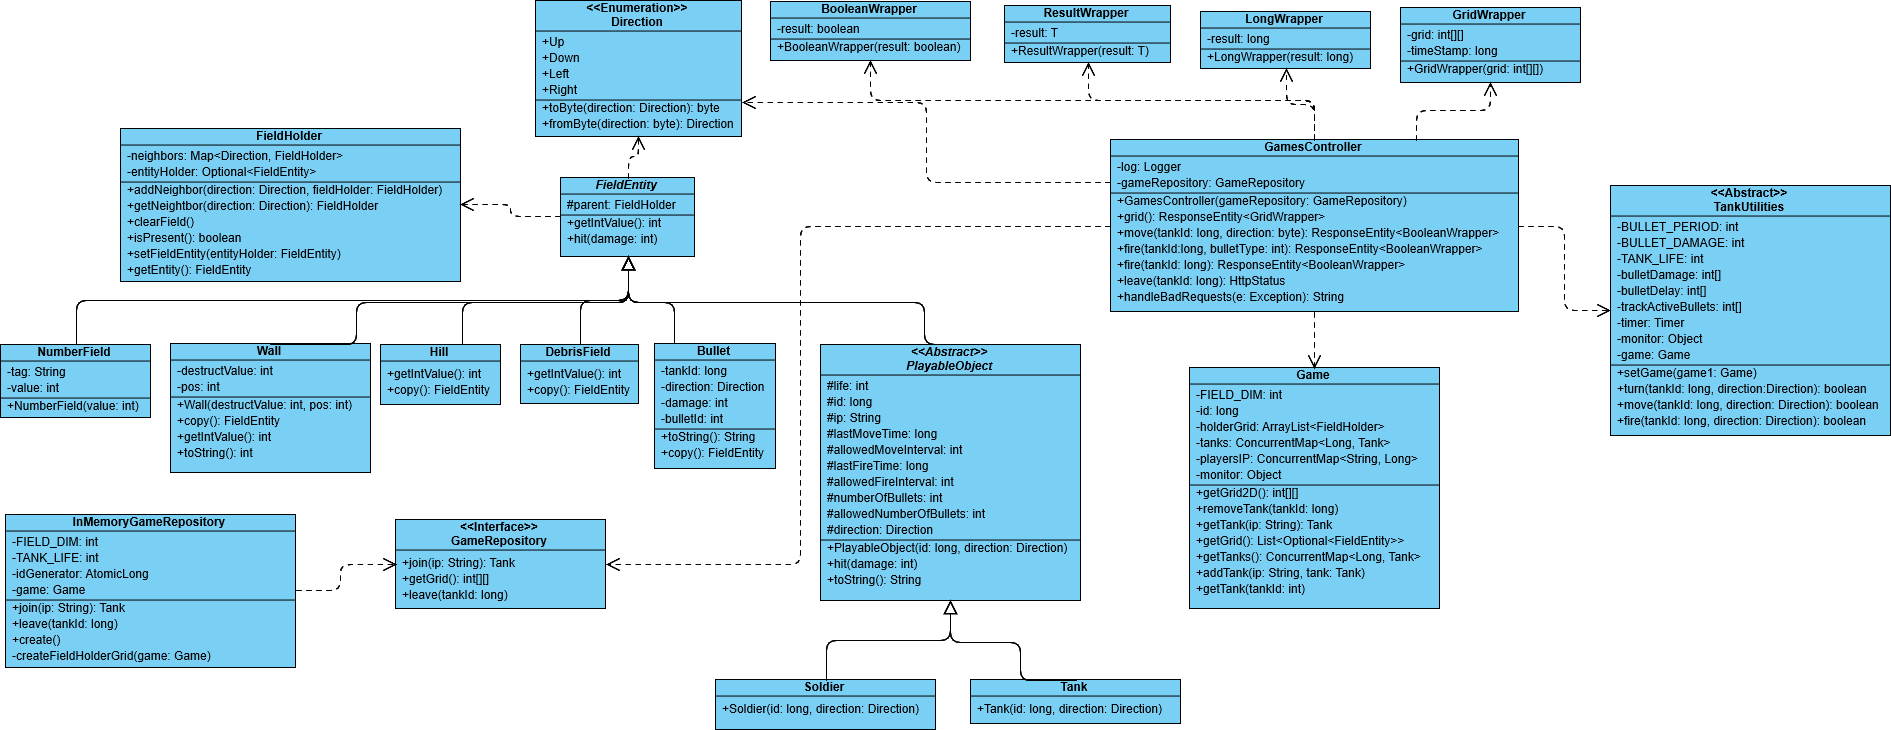 <<Enumeration>>
Direction
+Up
+Down
+Left
+Right
+toByte(direction: Direction): byte
+fromByte(direction: byte): Direction
BooleanWrapper
-result: boolean
+BooleanWrapper(result: boolean)
ResultWrapper
-result: T
+ResultWrapper(result: T)
LongWrapper
-result: long
+LongWrapper(result: long)
GridWrapper
-grid: int[][]
-timeStamp: long
+GridWrapper(grid: int[][])
FieldHolder
-neighbors: Map<Direction, FieldHolder>
-entityHolder: Optional<FieldEntity>
+addNeighbor(direction: Direction, fieldHolder: FieldHolder)
+getNeightbor(direction: Direction): FieldHolder
+clearField()
+isPresent(): boolean
+setFieldEntity(entityHolder: FieldEntity)
+getEntity(): FieldEntity
FieldEntity
#parent: FieldHolder
+getIntValue(): int
+hit(damage: int)
GamesController
-log: Logger
-gameRepository: GameRepository
+GamesController(gameRepository: GameRepository)
+grid(): ResponseEntity<GridWrapper>
+move(tankId: long, direction: byte): ResponseEntity<BooleanWrapper>
+fire(tankId:long, bulletType: int): ResponseEntity<BooleanWrapper>
+fire(tankId: long): ResponseEntity<BooleanWrapper>
+leave(tankId: long): HttpStatus
+handleBadRequests(e: Exception): String
<<Abstract>>
TankUtilities
-BULLET_PERIOD: int
-BULLET_DAMAGE: int
-TANK_LIFE: int
-bulletDamage: int[]
-bulletDelay: int[]
-trackActiveBullets: int[]
-timer: Timer
-monitor: Object
-game: Game
+setGame(game1: Game)
+turn(tankId: long, direction:Direction): boolean
+move(tankId: long, direction: Direction): boolean
+fire(tankId: long, direction: Direction): boolean
NumberField
-tag: String
-value: int
+NumberField(value: int)
Wall
-destructValue: int
-pos: int
+Wall(destructValue: int, pos: int)
+copy(): FieldEntity
+getIntValue(): int
+toString(): int
Hill
+getIntValue(): int
+copy(): FieldEntity
DebrisField
+getIntValue(): int
+copy(): FieldEntity
Bullet
-tankId: long
-direction: Direction
-damage: int
-bulletId: int
+toString(): String
+copy(): FieldEntity
<<Abstract>>
PlayableObject
#life: int
#id: long
#ip: String
#lastMoveTime: long
#allowedMoveInterval: int
#lastFireTime: long
#allowedFireInterval: int
#numberOfBullets: int
#allowedNumberOfBullets: int
#direction: Direction
+PlayableObject(id: long, direction: Direction)
+hit(damage: int)
+toString(): String
Game
-FIELD_DIM: int
-id: long
-holderGrid: ArrayList<FieldHolder>
-tanks: ConcurrentMap<Long, Tank>
-playersIP: ConcurrentMap<String, Long>
-monitor: Object
+getGrid2D(): int[][]
+removeTank(tankId: long)
+getTank(ip: String): Tank
+getGrid(): List<Optional<FieldEntity>>
+getTanks(): ConcurrentMap<Long, Tank>
+addTank(ip: String, tank: Tank)
+getTank(tankId: int)
InMemoryGameRepository
-FIELD_DIM: int
-TANK_LIFE: int
-idGenerator: AtomicLong
-game: Game
+join(ip: String): Tank
+leave(tankId: long)
+create()
-createFieldHolderGrid(game: Game)
<<Interface>>
GameRepository
+join(ip: String): Tank
+getGrid(): int[][]
+leave(tankId: long)
Soldier
+Soldier(id: long, direction: Direction)
Tank
+Tank(id: long, direction: Direction)